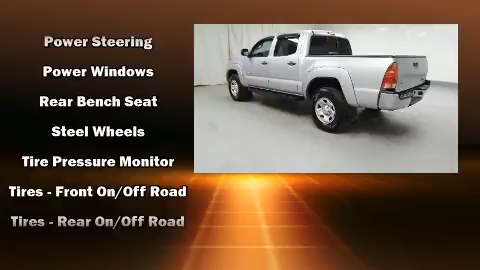 Power Steering
Power Windows
Rear Bench Seat
Steel Wheels
Tire Pressure Monitor
Tires - Front On/Off Road
Tires - Rear On/Off Road